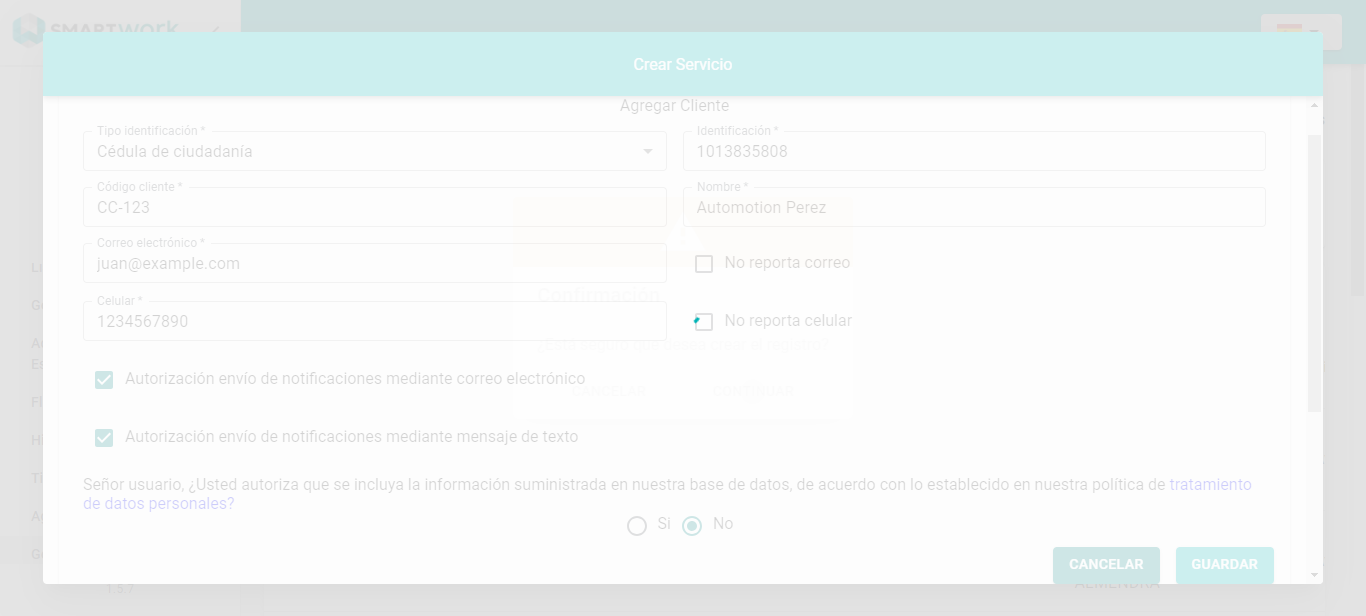 SMARTwork
Crear Servicio
Agregar Cliente
Tipo identificación *
Cédula de ciudadanía
Identificación *
1013835808
Código cliente *
CC-123
Nombre *
Automotion Perez
Correo electrónico *
juan@example.com
No reporta correo
Confirmación
Celular *
1234567890
No reporta celular
Autorización envío de notificaciones mediante correo electrónico
CANCELAR
CONFIRMAR
Autorización envío de notificaciones mediante mensaje de texto
Señor usuario, ¿Usted autoriza que se incluya la información suministrada en nuestra base de datos, de acuerdo con lo establecido en nuestra política de tratamiento
de datos personales?
Si
No
CANCELAR
GUARDAR
ALMENDRA
1.5.7